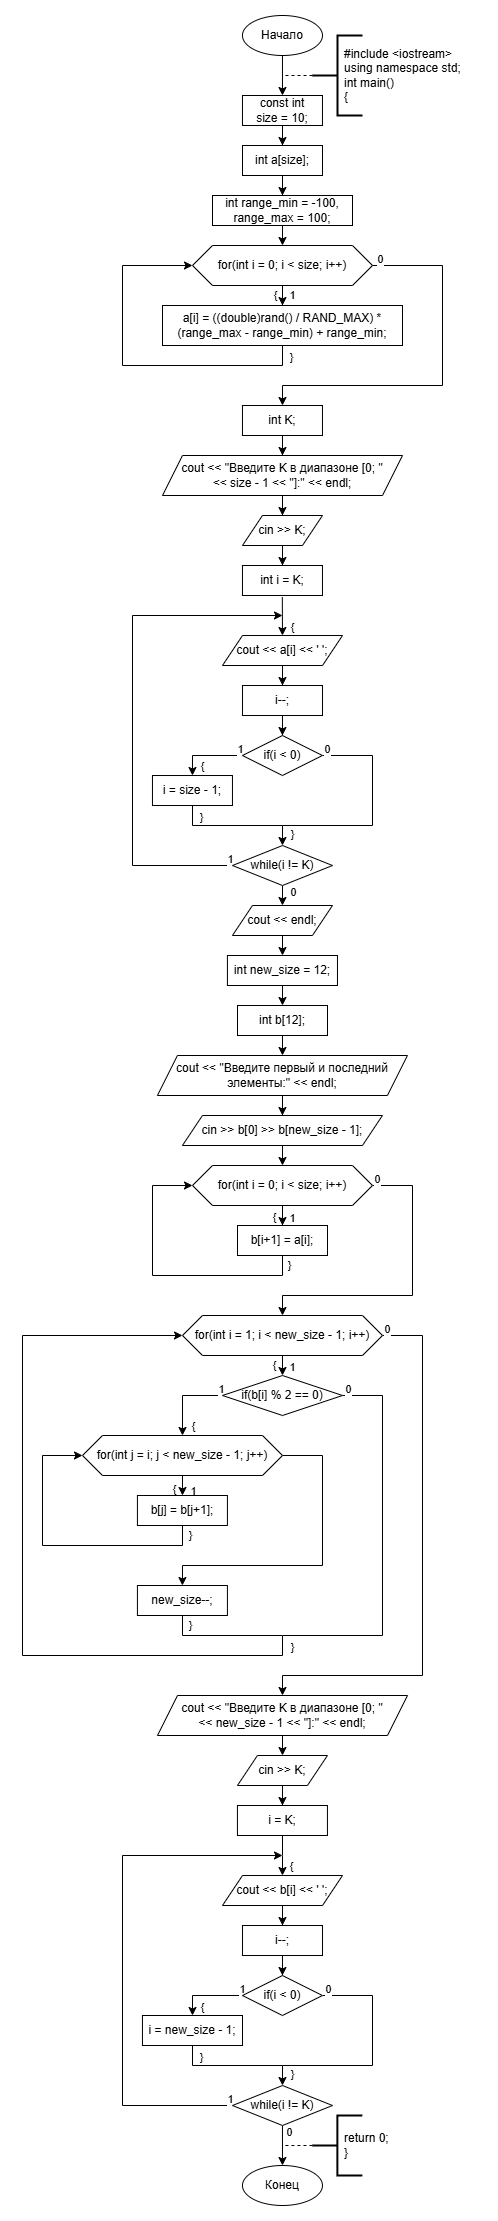 Начало
#include <iostream>
using namespace std;
int main()
{
const int
size = 10;
int a[size];
int range_min = -100,
range_max = 100;
for(int i = 0; i < size; i++)
0
{ 1
a[i] = ((double)rand() / RAND_MAX) *
(range_max - range_min) + range_min;
}
int K;
cout << "Введите K в диапазоне [0; "
<< size - 1 << "]:" << endl;
cin >> K;
int i = K;
{
cout << a[i] << ' ';
i--;
1 if(i < 0) 0
{
i = size - 1;
}
}
1 while(i != K)
0
cout << endl;
int new_size = 12;
int b[12];
cout << "Введите первый и последний
элементы:" << endl;
cin >> b[0] >> b[new_size - 1];
for(int i = 0; i < size; i++)
0
{ 1
b[i+1] = a[i];
}
for(int i = 1; i < new_size - 1; i++)
0
{ 1
1 if(b[i] % 2 == 0) 0
{
for(int j = i; j < new_size - 1; j++)
{ 1
b[j] = b[j+1];
}
new_size--;
}
}
cout << "Введите K в диапазоне [0; "
<< new_size - 1 << "]:" << endl;
cin >> K;
i = K;
{
cout << b[i] << ' ';
i--;
1 if(i < 0) 0
{
i = new_size - 1;
}
}
1 while(i != K)
0
return 0;
}
Конец